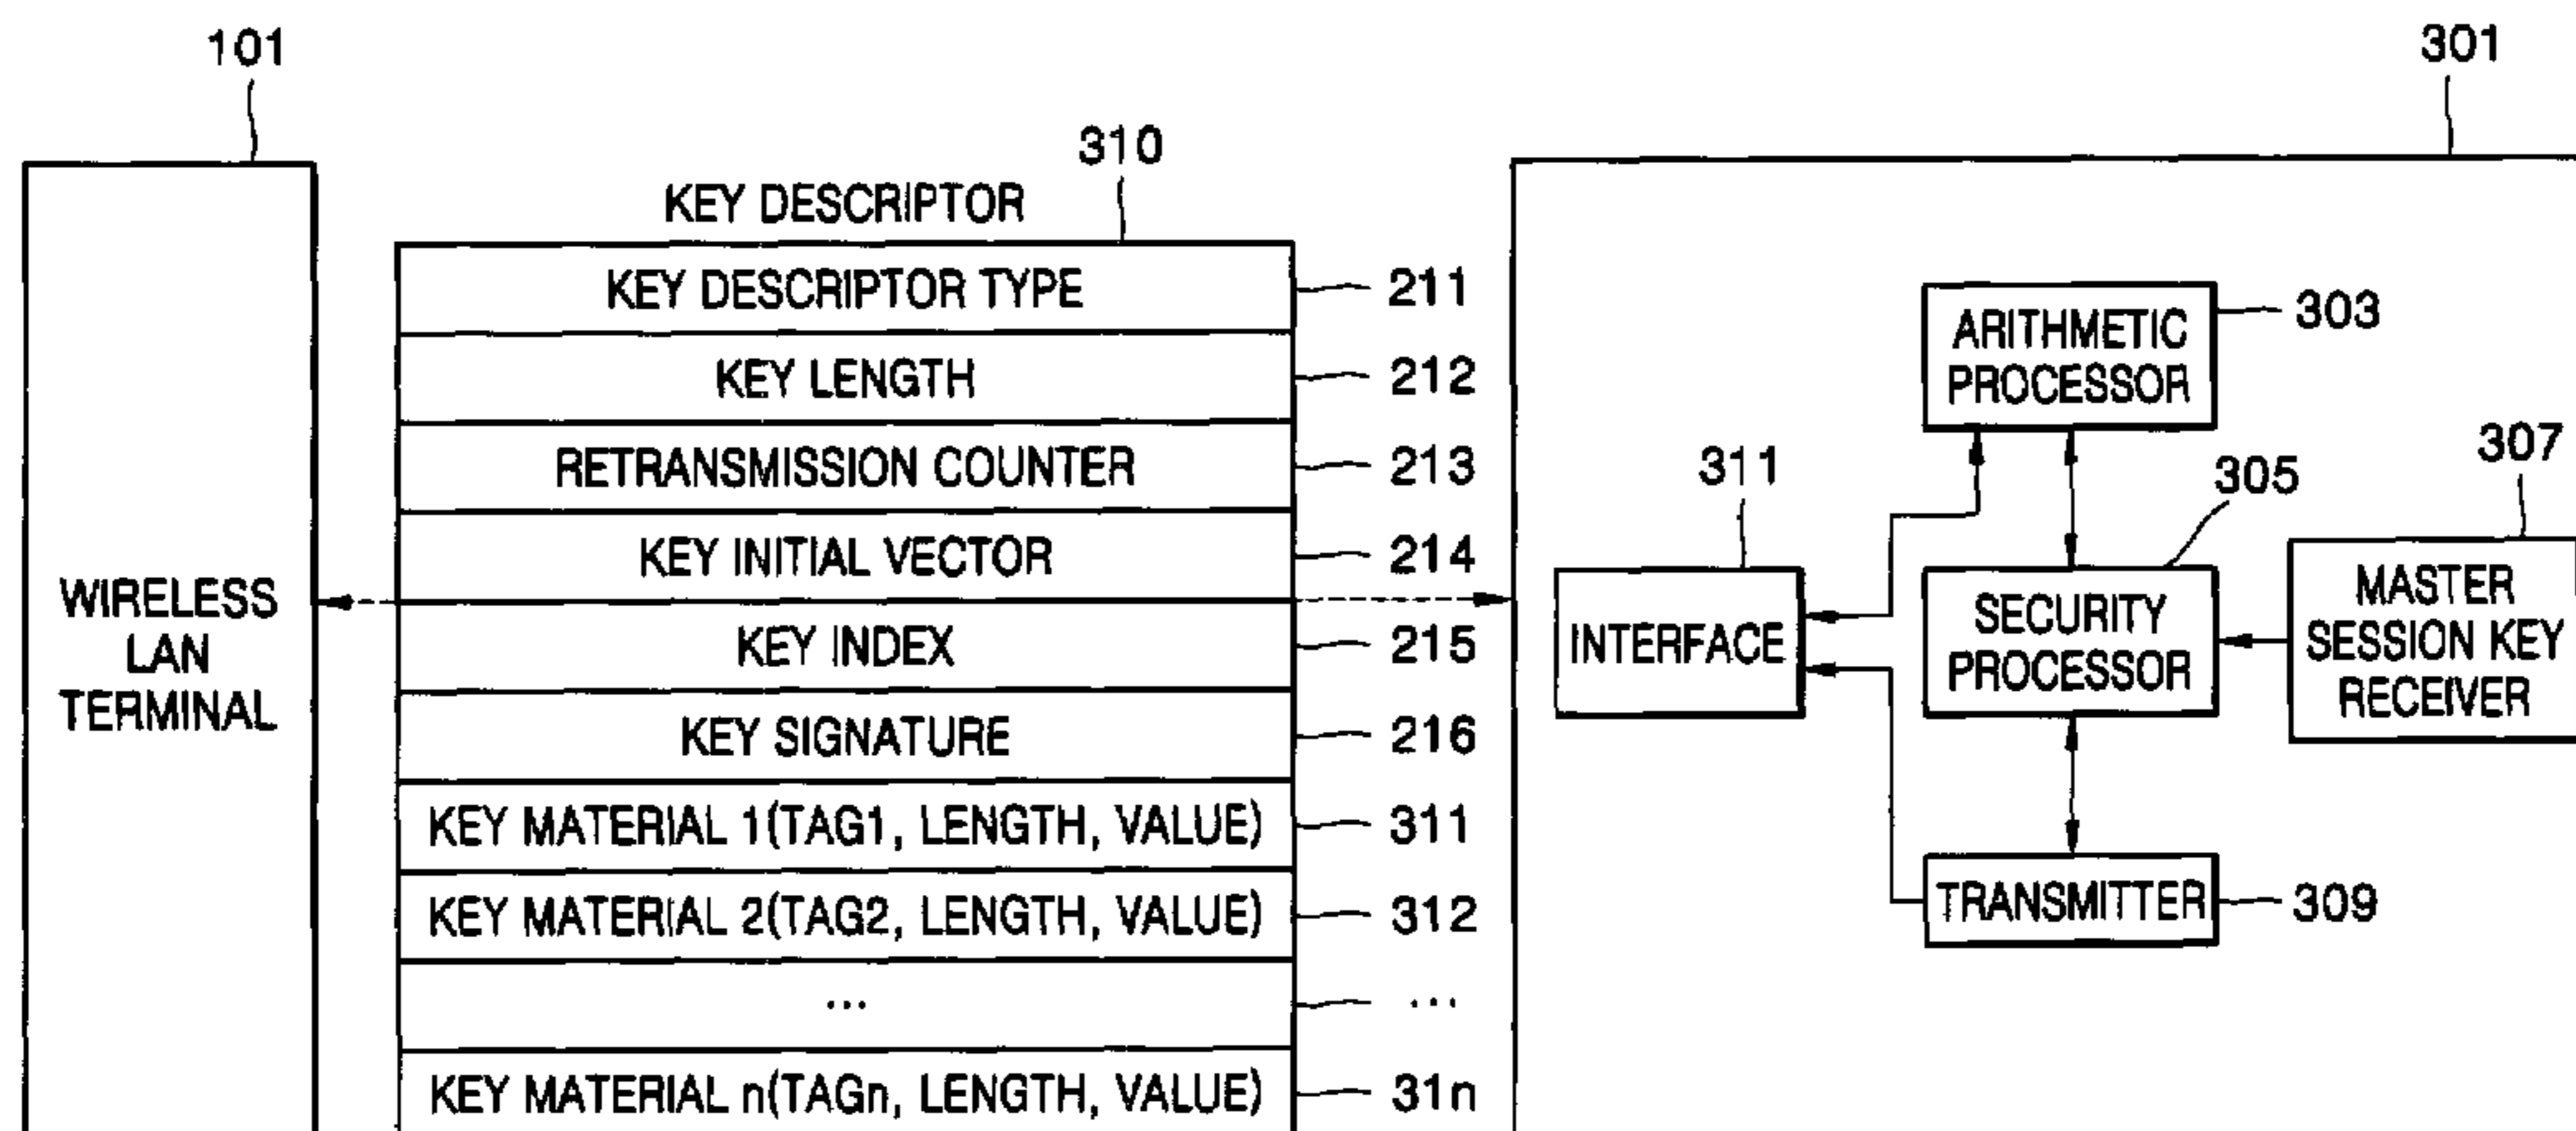 101
301
310
KEY DESCRIPTOR
KEY DESCRIPTOR TYPE
211
KEY LENGTH
212
RETRANSMISSION COUNTER
213
KEY INITIAL VECTOR
214
KEY INDEX
215
KEY SIGNATURE
216
KEY MATERIAL 1(TAG1, LENGTH, VALUE)
311
KEY MATERIAL 2(TAG2, LENGTH, VALUE)
312
...
...
KEY MATERIAL n(TAGn, LENGTH, VALUE)
31n
WIRELESS
LAN
TERMINAL
ARITHMETIC
PROCESSOR
303
311
INTERFACE
305
SECURITY
PROCESSOR
307
MASTER
SESSION KEY
RECEIVER
TRANSMITTER
309